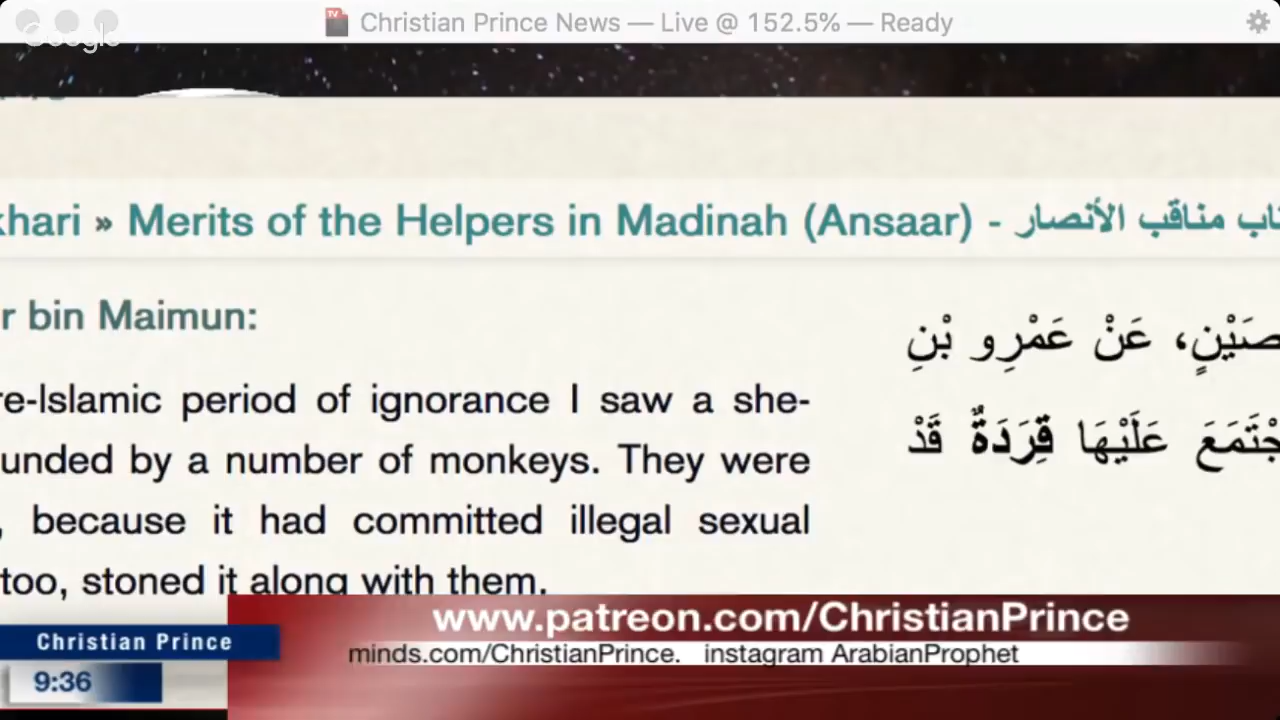 Christian Prince News — Live @ 152.5% — Ready
Google
khari » Merits of the Helpers in Madinah (Ansaar) - تاب مناقب الأنصار
r bin Maimun:
صَيْنٍ، عَنْ عَمْرِو بْنِ
re-Islamic period of ignorance I saw a she-
جْتَمَعَ عَلَيْهَا قِرَدَةٌ قَدْ
unded by a number of monkeys. They were
, because it had committed illegal sexual
too, stoned it along with them.
www.patreon.com/ChristianPrince
Christian Prince
minds.com/ChristianPrince. instagram ArabianProphet
9:36